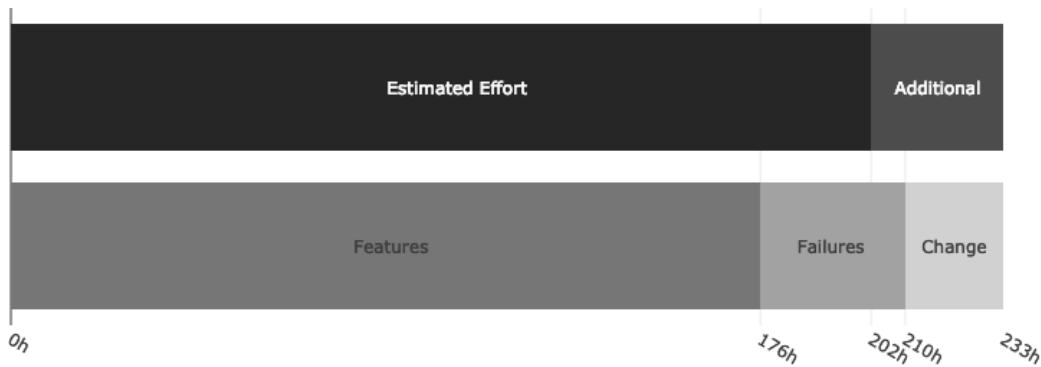 Estimated Effort Additional
Features Failures Change
0h 176h 202h 210h 233h